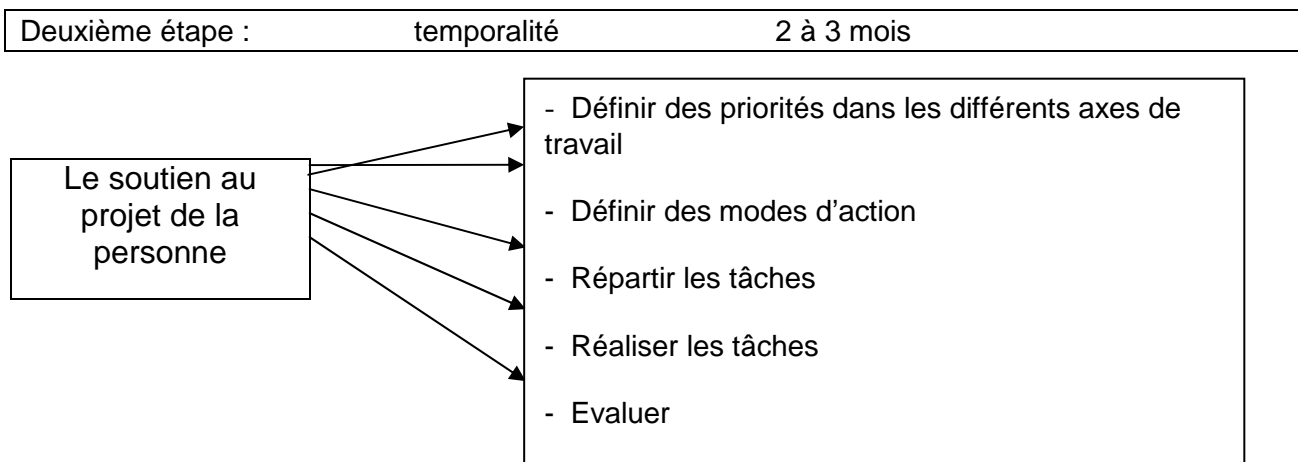 Deuxième étape : temporalité 2 à 3 mois
Le soutien au
projet de la
personne
- Définir des priorités dans les différents axes de
travail
- Définir des modes d’action
- Répartir les tâches
- Réaliser les tâches
- Evaluer